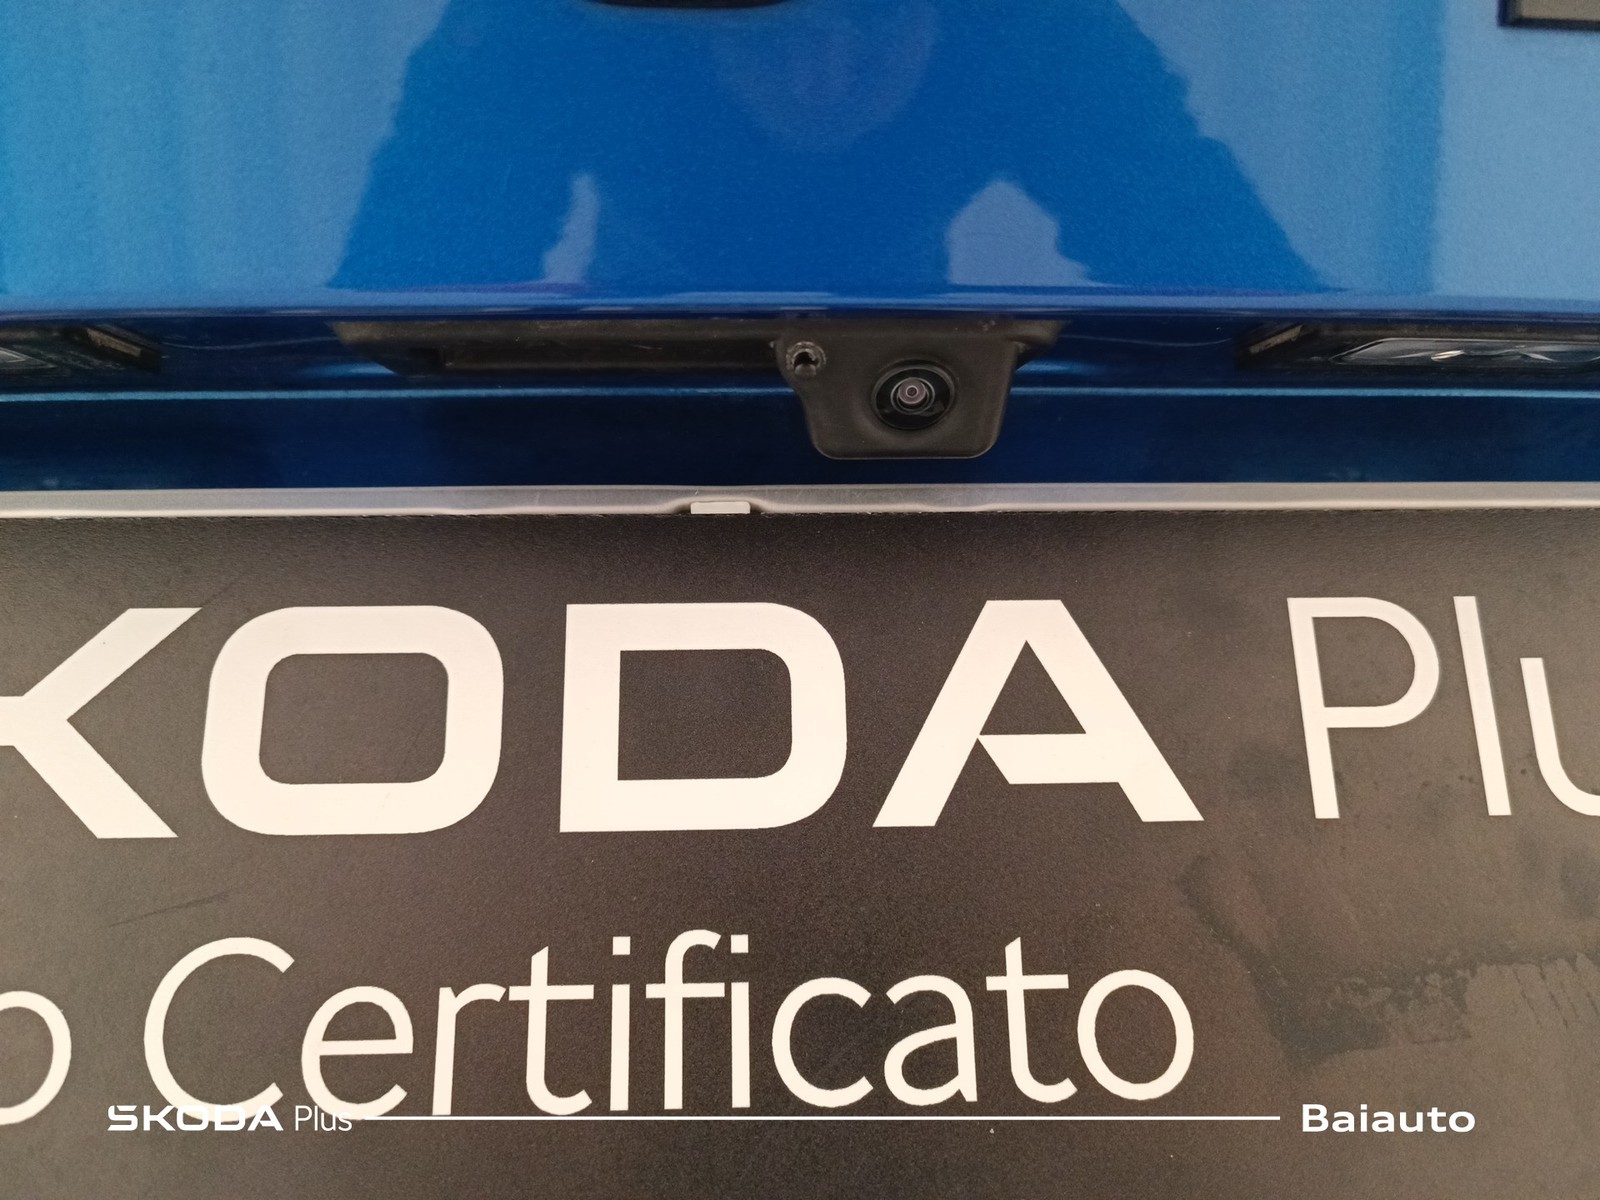 KODA Plu
o Certificato
SKODA Plus
Baiauto